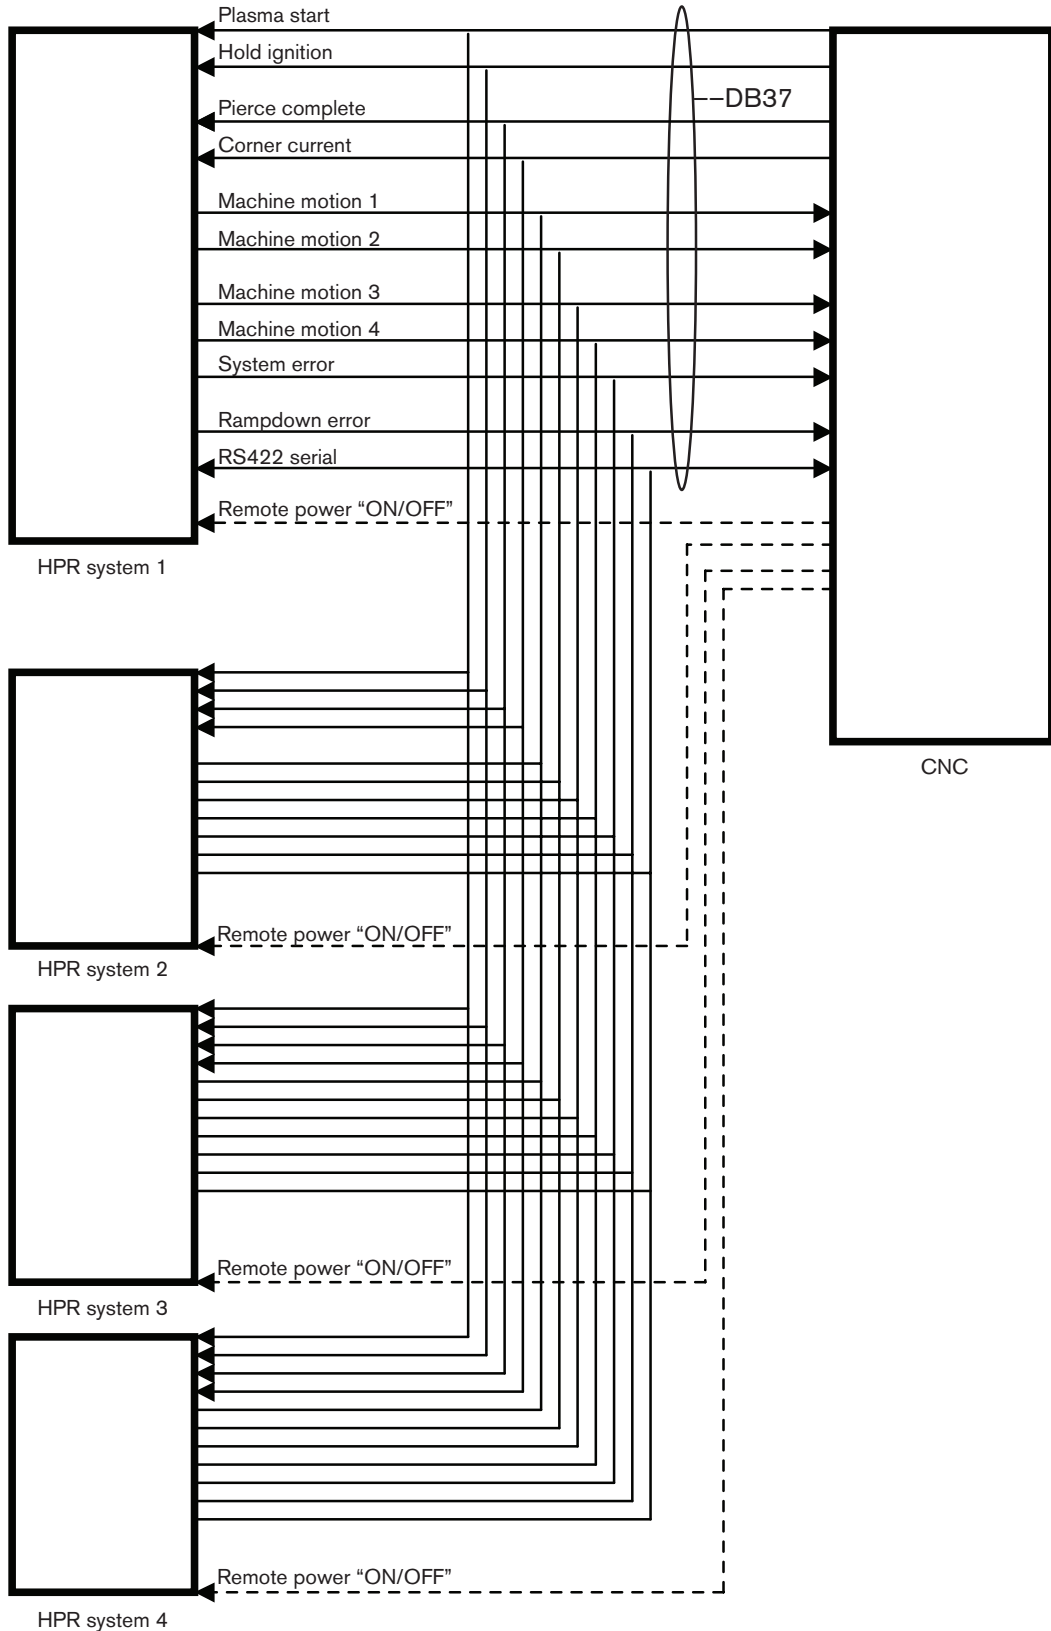 Plasma start
Hold ignition
--DB37
Pierce complete
Corner current
Machine motion 1
Machine motion 2
Machine motion 3
Machine motion 4
System error
Rampdown error
RS422 serial
Remote power “ON/OFF”
HPR system 1
CNC
Remote power “ON/OFF”
HPR system 2
Remote power “ON/OFF”
HPR system 3
Remote power “ON/OFF”
HPR system 4